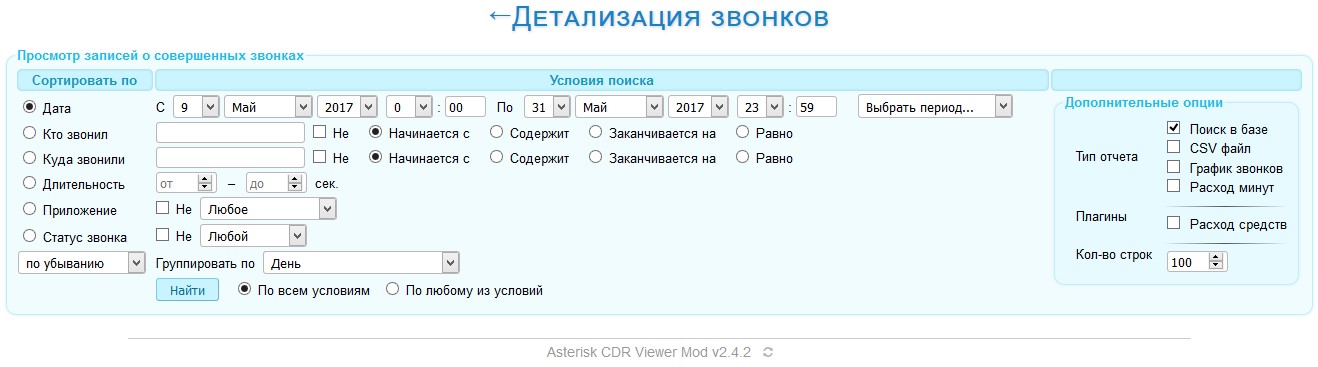 ←Детализация звонков
Просмотр записей о совершенных звонках
Сортировать по Условия поиска
Дата С 9 Май 2017 0 : 00 По 31 Май 2017 23 : 59 Выбрать период...
Дополнительные опции
Кто звонил Не Начинается с Содержит Заканчивается на Равно
Поиск в базе
CSV файл
Куда звонили Не Начинается с Содержит Заканчивается на Равно
Тип отчета
График звонков
Длительность от – до сек.
Расход минут
Приложение Не Любое
Плагины Расход средств
Статус звонка Не Любой
Кол-во строк 100
по убыванию Группировать по День
Найти По всем условиям По любому из условий
Asterisk CDR Viewer Mod v2.4.2